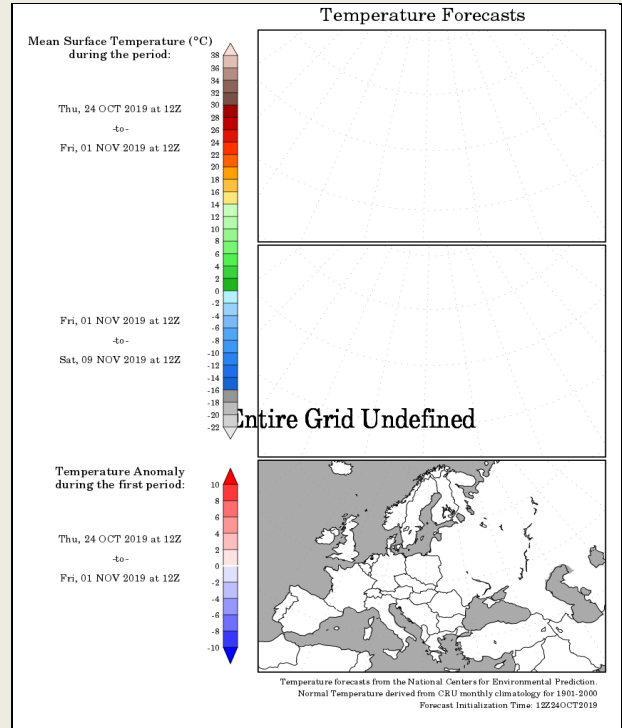 Temperature Forecasts
Mean Surface Temperature (°C)
during the period:
Thu, 24 OCT 2019 at 12Z
-to-
Fri, 01 NOV 2019 at 12Z
38
36
34
32
30
28
26
24
22
20
18
16
14
12
10
8
6
4
2
0
-2
-4
-6
-8
-10
-12
-14
-16
-18
-20
-22
Fri, 01 NOV 2019 at 12Z
-to-
Sat, 09 NOV 2019 at 12Z
Entire Grid Undefined
Temperature Anomaly
during the first period:
Thu, 24 OCT 2019 at 12Z
-to-
Fri, 01 NOV 2019 at 12Z
10
8
6
4
2
0
-2
-4
-6
-8
-10
Temperature forecasts from the National Centers for Environmental Prediction.
Normal Temperature derived from CRU monthly climatology for 1901-2000
Forecast Initialization Time: 12Z24OCT2019